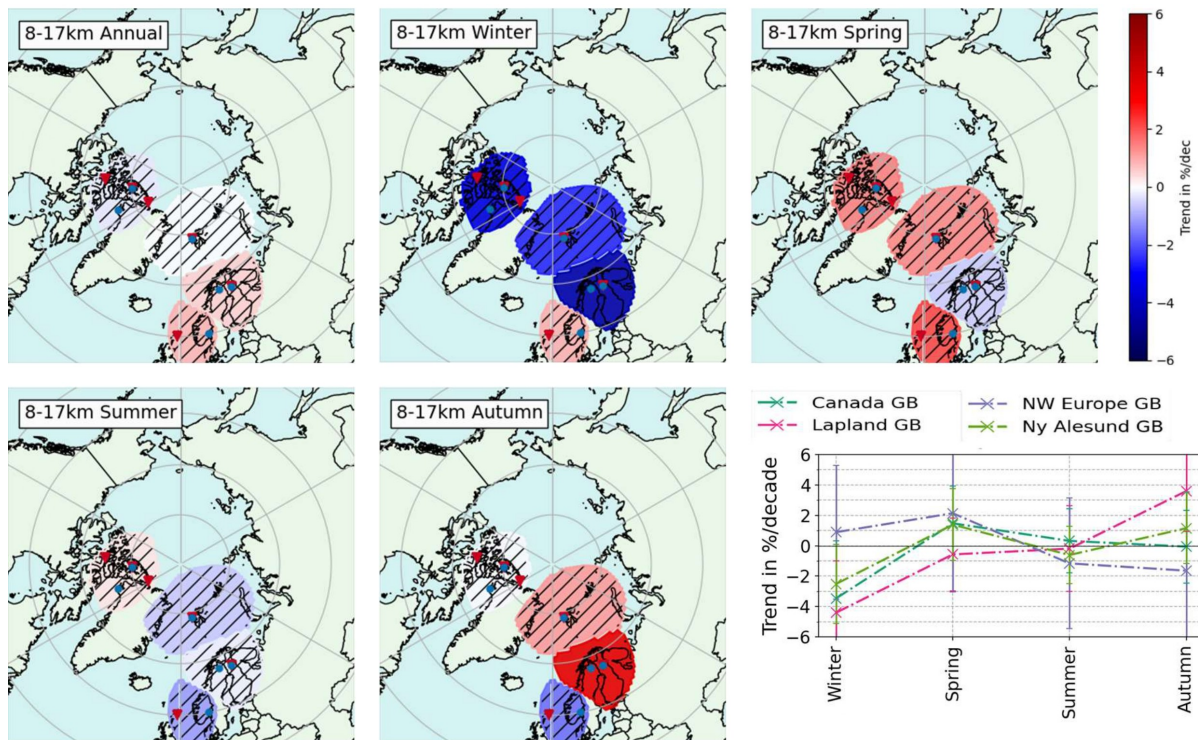 8-17km Annual
8-17km Winter
8-17km Spring
6
4
2
0
−2
−4
−6
Trend in %/dec
8-17km Summer
8-17km Autumn
Canada GB
Lapland GB
NW Europe GB
Ny Alesund GB
6
4
2
0
−2
−4
−6
Trend in %/decade
Winter
Spring
Summer
Autumn